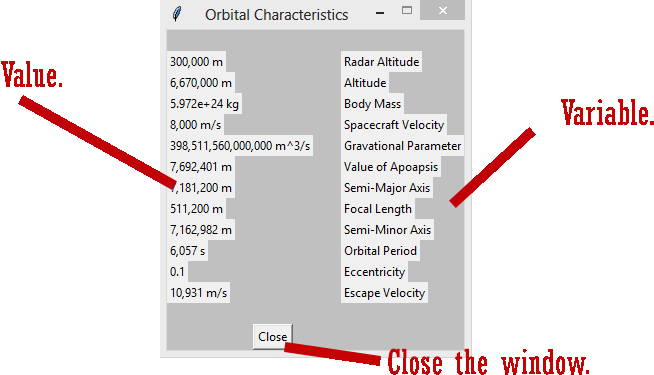 Orbital Characteristics
Value.
Variable.
300,000 m Radar Altitude
6,670,000 m Altitude
5.972e+24 kg Body Mass
8,000 m/s Spacecraft Velocity
398,511,560,000,000 m^3/s Gravational Parameter
7,692,401 m Value of Apoapsis
7,181,200 m Semi-Major Axis
511,200 m Focal Length
7,162,982 m Semi-Minor Axis
6,057 s Orbital Period
0.1 Eccentricity
10,931 m/s Escape Velocity
Close
Close the window.